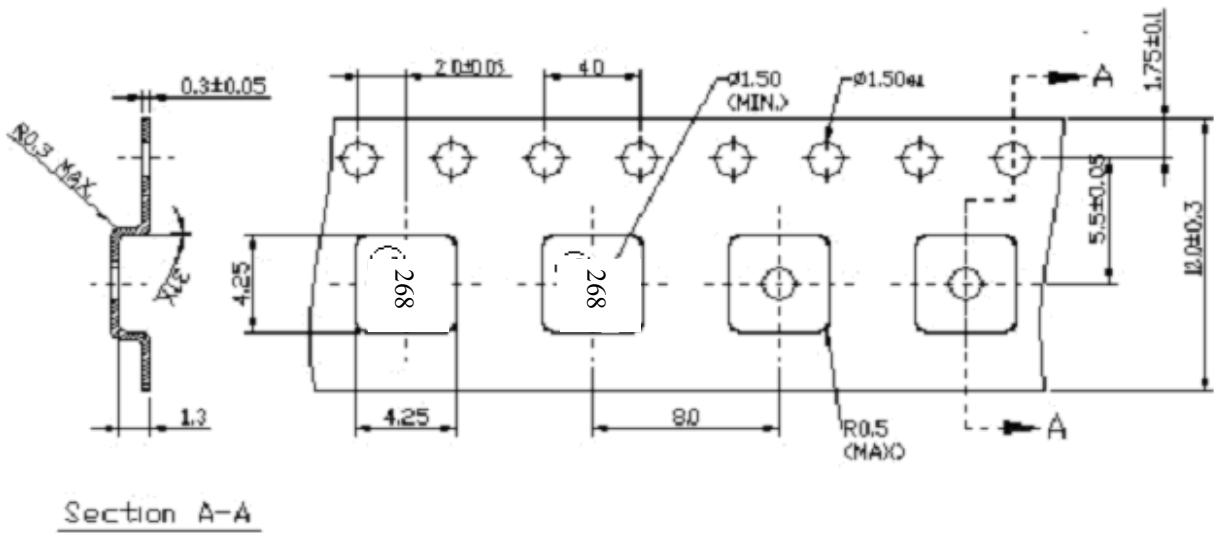 0.3±0.05
R0.3 MAX.
1.3
Section A-A
2.0±0.05
4.0
Ø1.50
(MIN.)
A
1.75±0.1
4.25
268
268
5.5±0.05
12.0±0.3
4.25
8.0
R0.5
(MAX)
A